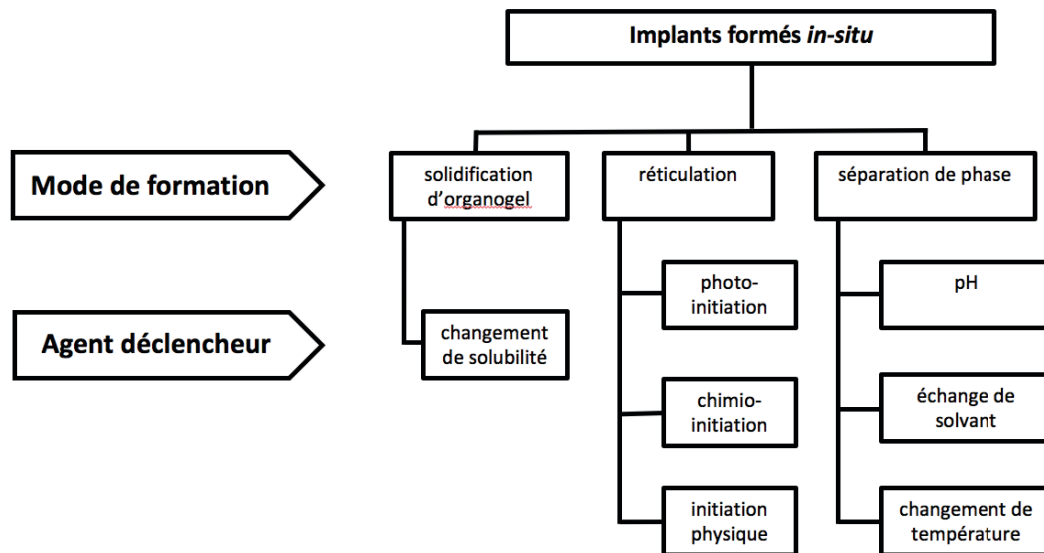 Implants formés in-situ
Mode de formation
solidification
d'organogel
réticulation
séparation de phase
Agent déclencheur
changement
de solubilité
photo-
initiation
chimio-
initiation
initiation
physique
pH
échange de
solvant
changement de
température